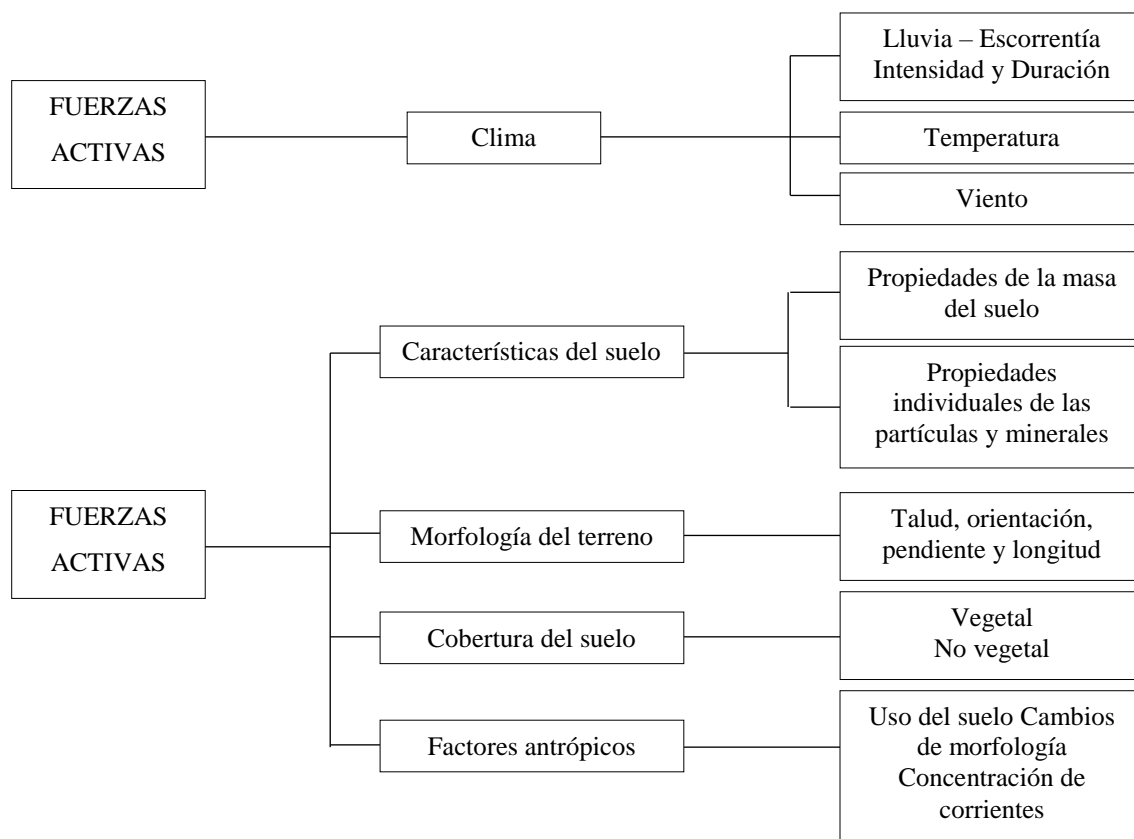 FUERZAS
ACTIVAS
Clima
Lluvia – Escorrentía
Intensidad y Duración
Temperatura
Viento
FUERZAS
ACTIVAS
Características del suelo
Propiedades de la masa
del suelo
Propiedades
individuales de las
partículas y minerales
Morfología del terreno
Talud, orientación,
pendiente y longitud
Cobertura del suelo
Vegetal
No vegetal
Factores antrópicos
Uso del suelo Cambios
de morfología
Concentración de
corrientes